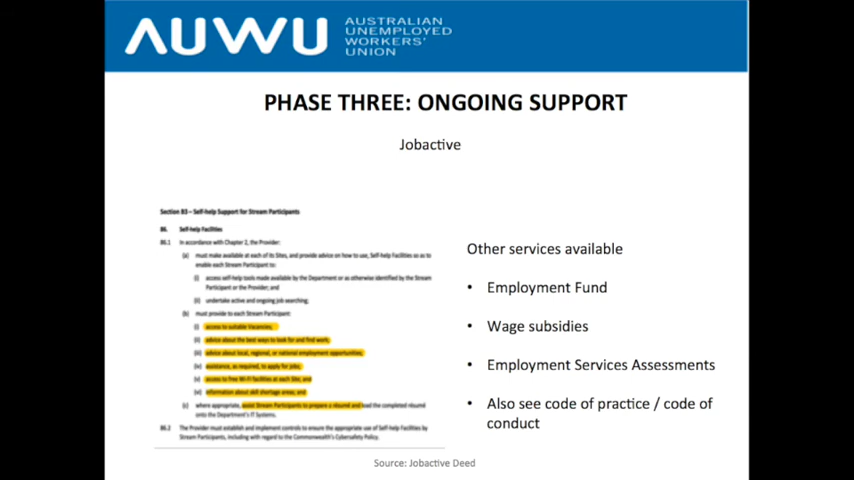 AUWU
AUSTRALIAN
UNEMPLOYED
WORKERS'
UNION
PHASE THREE: ONGOING SUPPORT
Jobactive
Section B3 – Self-help Support for Stream Participants
86. Self-help Facilities
86.1 In accordance with Chapter 2, the Provider:
(a) must make available at each of its Sites, and provide advice on how to use, Self-help Facilities so as to
enable each Stream Participant to:
(i) access self-help tools made available by the Department or as otherwise identified by the Stream
Participant or the Provider; and
(ii) undertake active and ongoing job searching;
(b) must provide to each Stream Participant:
(i) access to suitable Vacancies;
(ii) advice about the best ways to look for and find work;
(iii) advice about local, regional, or national employment opportunities;
(iv) assistance, as required, to apply for jobs;
(v) access to free Wi-Fi facilities at each Site; and
(vi) information about skill shortage areas; and
(c) where appropriate, assist Stream Participants to prepare a résumé and load the completed résumé
onto the Department's IT Systems.
86.2 The Provider must establish and implement controls to ensure the appropriate use of Self-help Facilities by
Stream Participants, including with regard to the Commonwealth's Cybersafety Policy.
Other services available
• Employment Fund
• Wage subsidies
• Employment Services Assessments
• Also see code of practice / code of
conduct
Source: Jobactive Deed